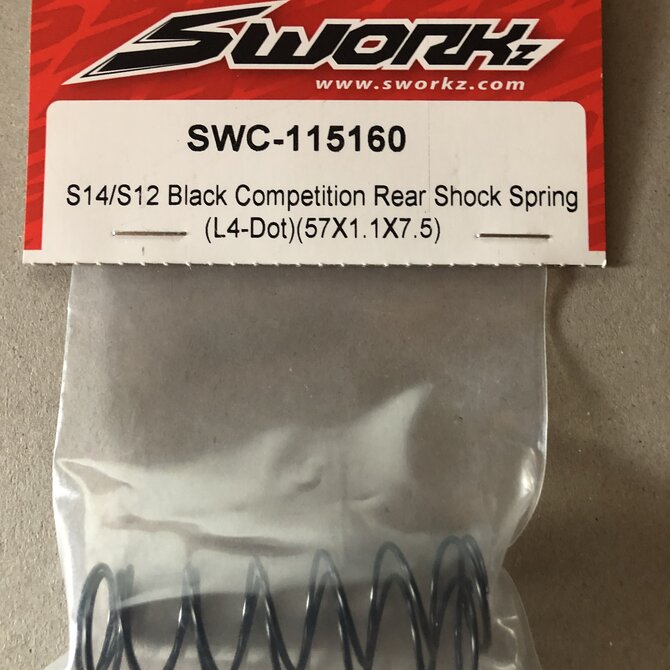 SWORKz
www.sworkz.com
SWC-115160
S14/S12 Black Competition Rear Shock Spring
(L4-Dot)(57X1.1X7.5)